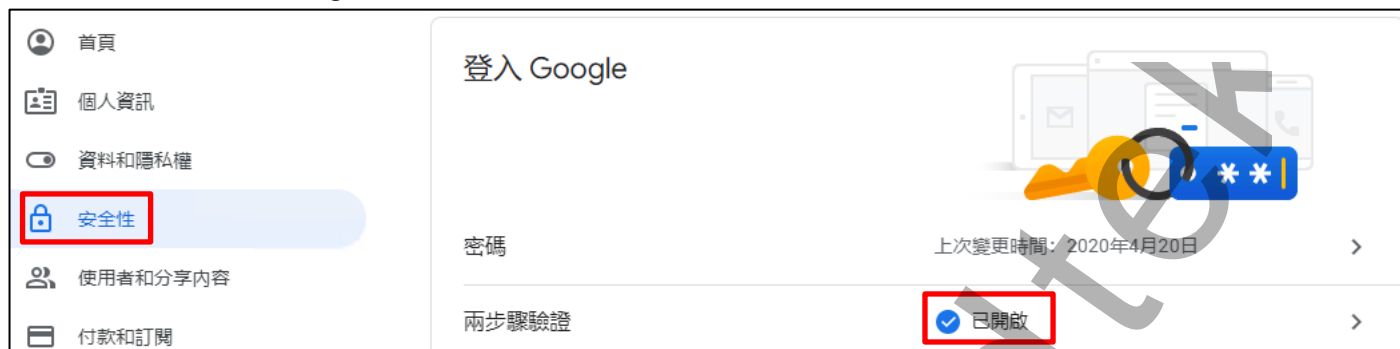 首頁
個人資訊
資料和隱私權
安全性
使用者和分享內容
付款和訂閱
登入 Google
**
密碼
上次變更時間：2020年4月20日
兩步驟驗證
已開啟